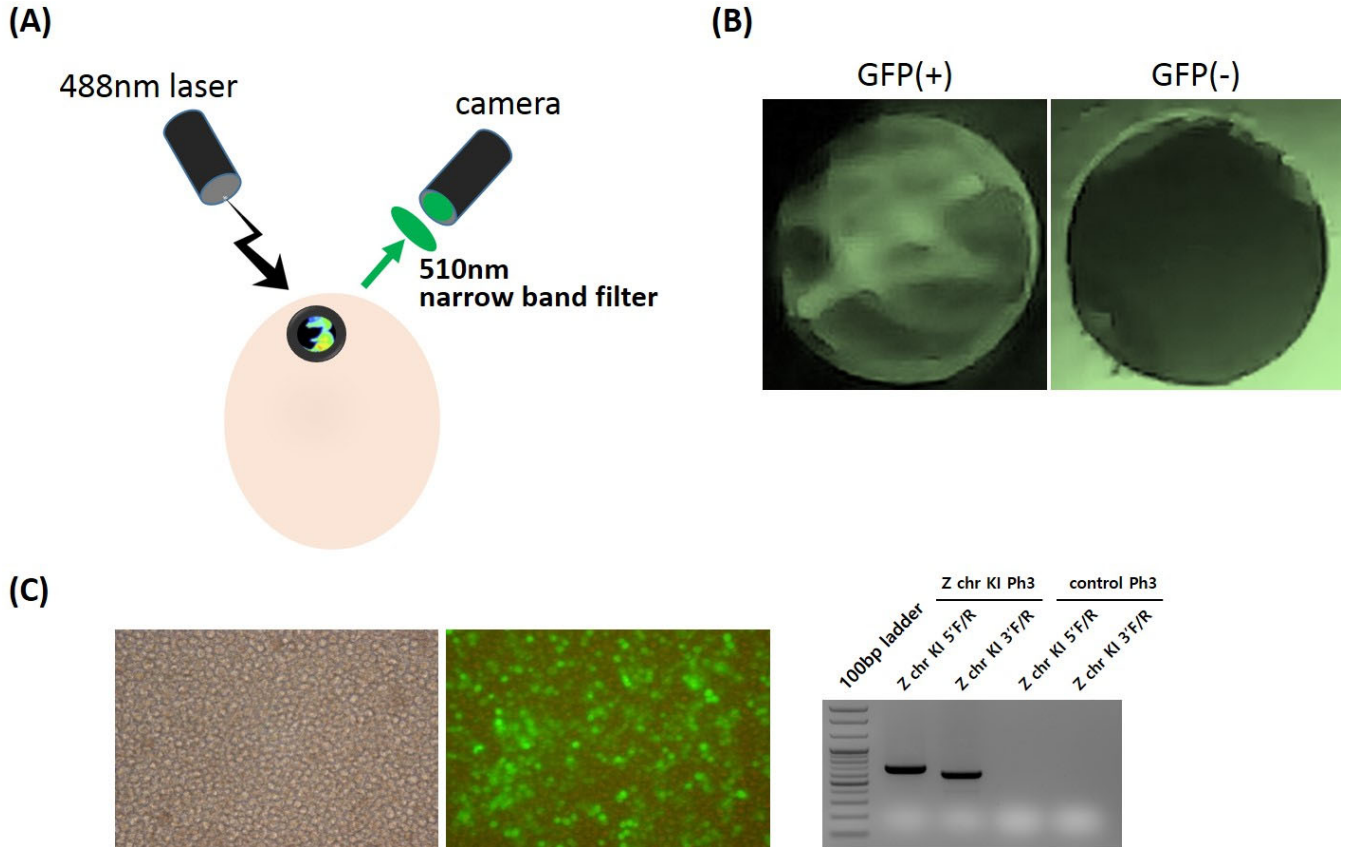 (A)
488nm laser
camera
510nm
narrow band filter
(B)
GFP(+)
GFP(-)
(C)
Z chr KI Ph3
control Ph3
100bp ladder
Z chr KI 5'F/R
Z chr KI 3'F/R
Z chr KI 5'F/R
Z chr KI 3'F/R